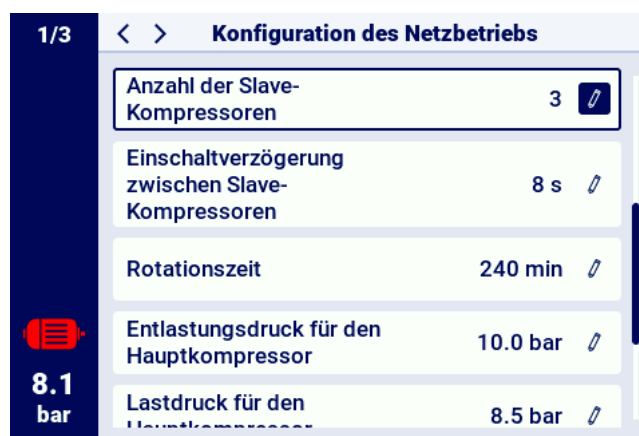 1/3
< > Konfiguration des Netzbetriebs
Anzahl der Slave-
Kompressoren
3
Einschaltverzögerung
zwischen Slave-
Kompressoren
8 s
Rotationszeit
240 min
Entlastungsdruck für den
Hauptkompressor
10.0 bar
Lastdruck für den
Hauptkompressor
8.5 bar
8.1
bar